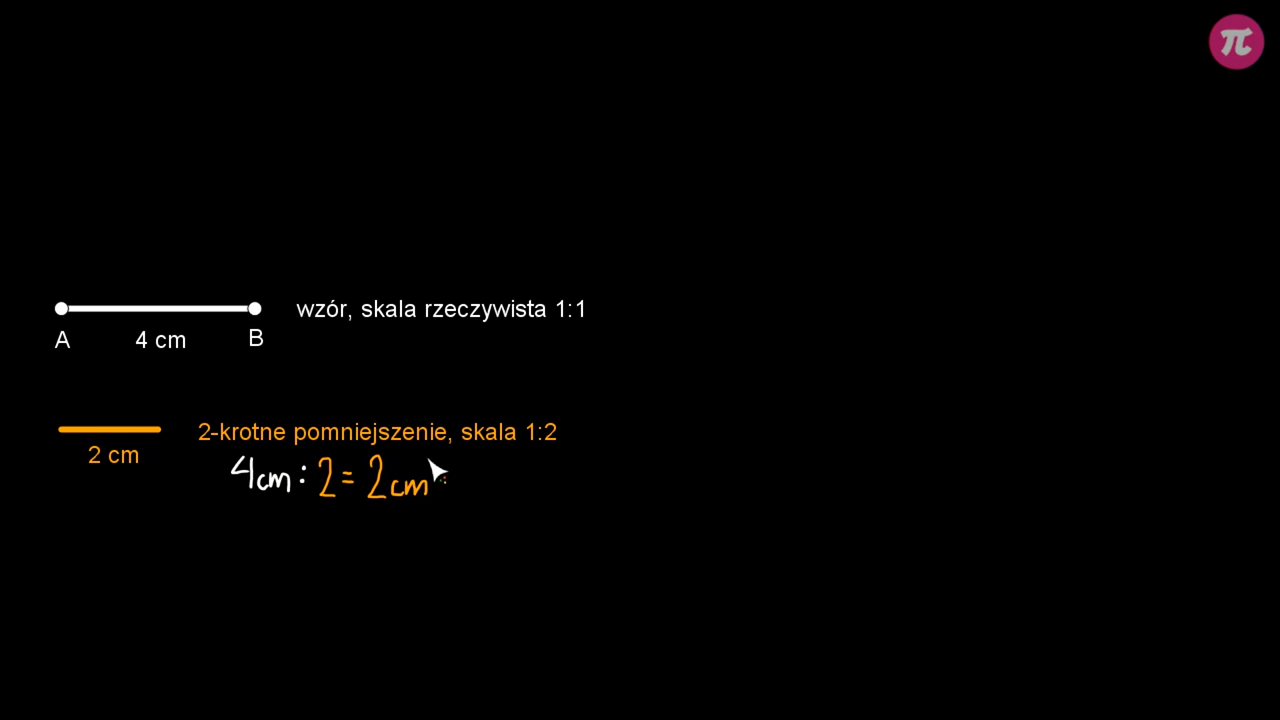 π
wzór, skala rzeczywista 1:1
A 4 cm B
2-krotne pomniejszenie, skala 1:2
2 cm
4cm : 2 = 2cm